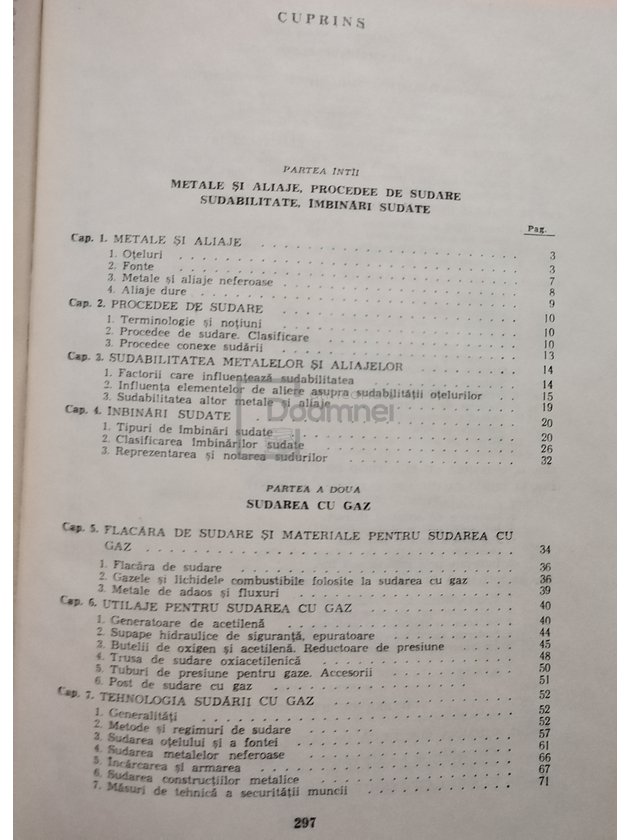 CUPRINS
PARTEA ÎNTÎI
METALE ŞI ALIAJE, PROCEDEE DE SUDARE
SUDABILITATE, ÎMBINĂRI SUDATE
Pag.
Cap. 1. METALE ŞI ALIAJE . . . 3
1. Oţeluri . . . 3
2. Fonte . . . 7
3. Metale şi aliaje neferoase . . . 8
4. Aliaje dure . . . 9
Cap. 2. PROCEDEE DE SUDARE . . . 10
1. Terminologie şi noţiuni . . . 10
2. Procedee de sudare. Clasificare . . . 10
3. Procedee conexe sudării . . . 13
Cap. 3. SUDABILITATEA METALELOR ŞI ALIAJELOR . . . 14
1. Factorii care influenţează sudabilitatea . . . 14
2. Influenţa elementelor de aliere asupra sudabilităţii oţelurilor . . . 15
3. Sudabilitatea altor metale şi aliaje . . . 19
Cap. 4. ÎNBINĂRI SUDATE . . . 20
1. Tipuri de îmbinări sudate . . . 20
2. Clasificarea îmbinărilor sudate . . . 26
3. Reprezentarea şi notarea sudurilor . . . 32
Doamnei
PARTEA A DOUA
SUDAREA CU GAZ
Cap. 5. FLACĂRA DE SUDARE ŞI MATERIALE PENTRU SUDAREA CU
GAZ . . . 34
1. Flacăra de sudare . . . 36
2. Gazele şi lichidele combustibile folosite la sudarea cu gaz . . . 36
3. Metale de adaos şi fluxuri . . . 39
Cap. 6. UTILAJE PENTRU SUDAREA CU GAZ . . . 40
1. Generatoare de acetilenă . . . 40
2. Supape hidraulice de siguranţă, epuratoare . . . 44
3. Butelii de oxigen şi acetilenă. Reductoare de presiune . . . 45
4. Trusa de sudare oxiacetilenică . . . 48
5. Tuburi de presiune pentru gaze. Accesorii . . . 50
6. Post de sudare cu gaz . . . 51
Cap. 7. TEHNOLOGIA SUDĂRII CU GAZ . . . 52
1. Generalităţi . . . 52
2. Metode şi regimuri de sudare . . . 52
3. Sudarea oţelului şi a fontei . . . 57
4. Sudarea metalelor neferoase . . . 61
5. Încărcarea şi armarea . . . 66
6. Sudarea construcţiilor metalice . . . 67
7. Măsuri de tehnică a securităţii muncii . . . 71
297